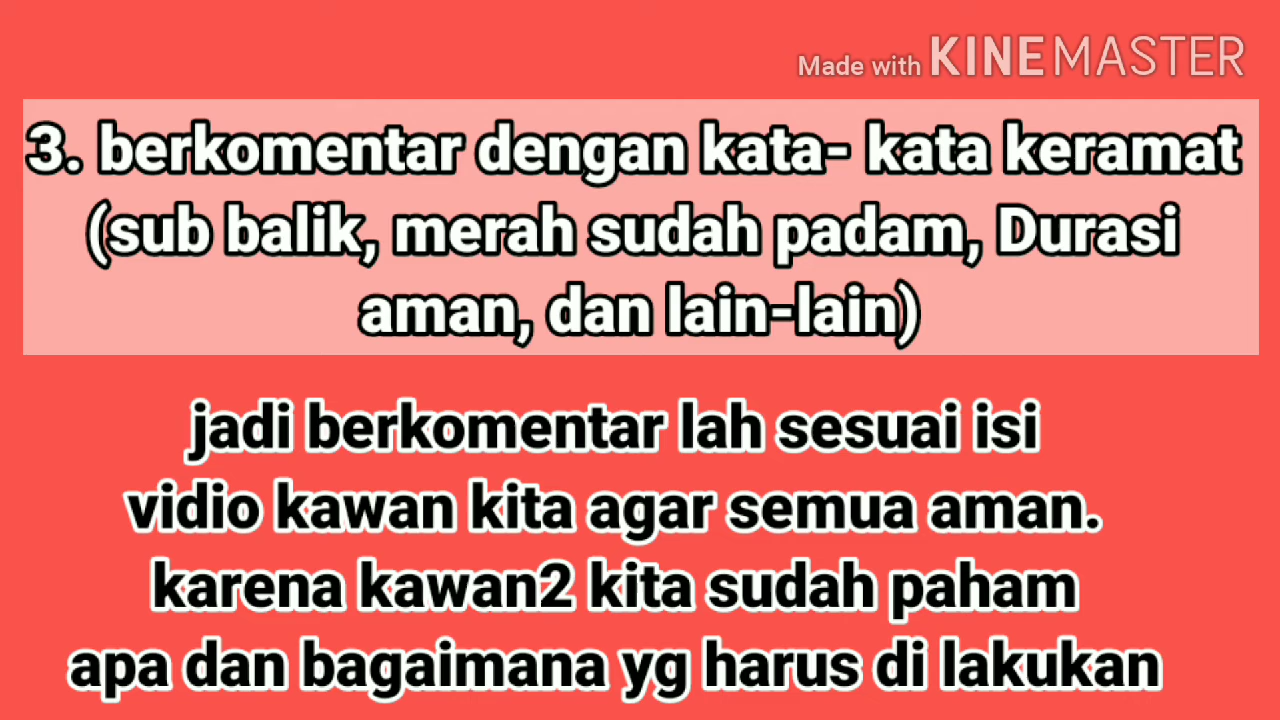 Made with KINEMASTER
3. berkomentar dengan kata- kata keramat
(sub balik, merah sudah padam, Durasi
aman, dan lain-lain)
jadi berkomentar lah sesuai isi
vidio kawan kita agar semua aman.
karena kawan2 kita sudah paham
apa dan bagaimana yg harus di lakukan